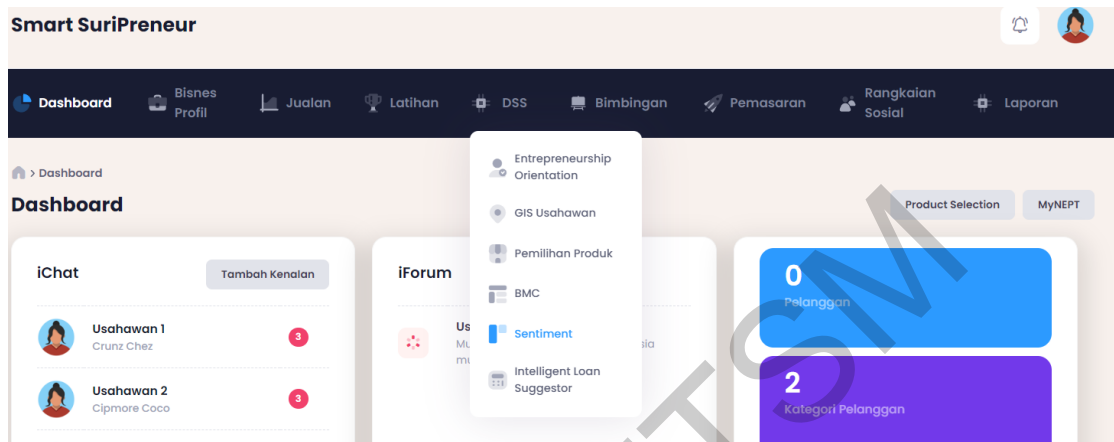 Smart SuriPreneur
Dashboard
Bisnes
Profil
Jualan
Latihan
DSS
Bimbingan
Pemasaran
Rangkaian
Sosial
Laporan
> Dashboard
Dashboard
Product Selection
MyNEPT
Entrepreneurship
Orientation
GIS Usahawan
Pemilihan Produk
BMC
Sentiment
Intelligent Loan
Suggestor
iChat
Tambah Kenalan
Usahawan 1
Crunz Chez
3
Usahawan 2
Cipmore Coco
3
iForum
0
Pelanggan
2
Kategori Pelanggan